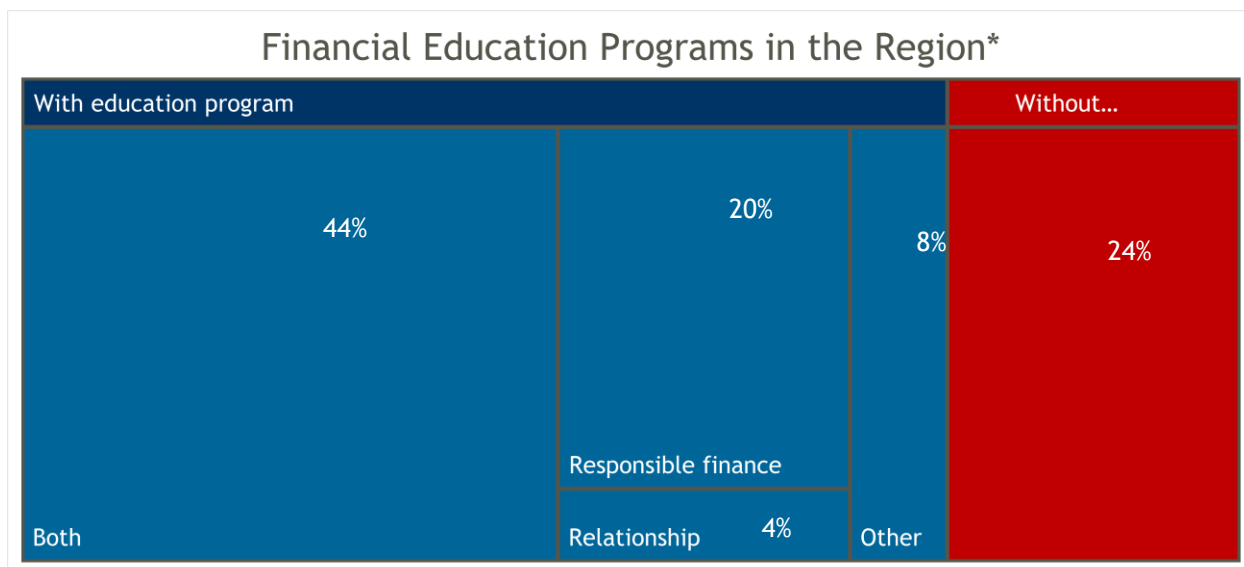 Financial Education Programs in the Region*
With education program
Without…
44%
20%
8%
24%
Responsible finance
Both
Relationship
4%
Other